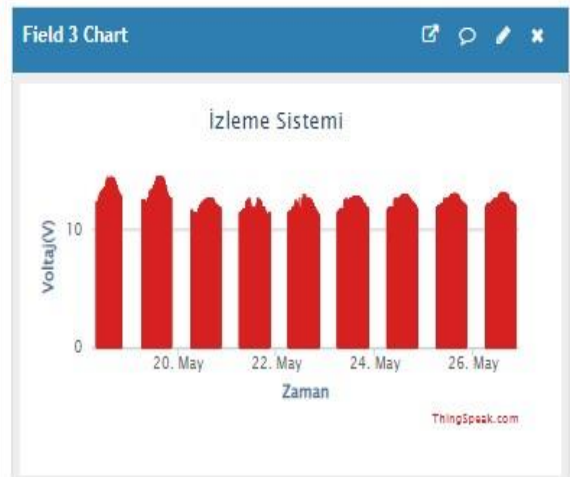 Field 3 Chart
İzleme Sistemi
Voltaj(V)
10
0
20. May 22. May 24. May 26. May
Zaman
ThingSpeak.com